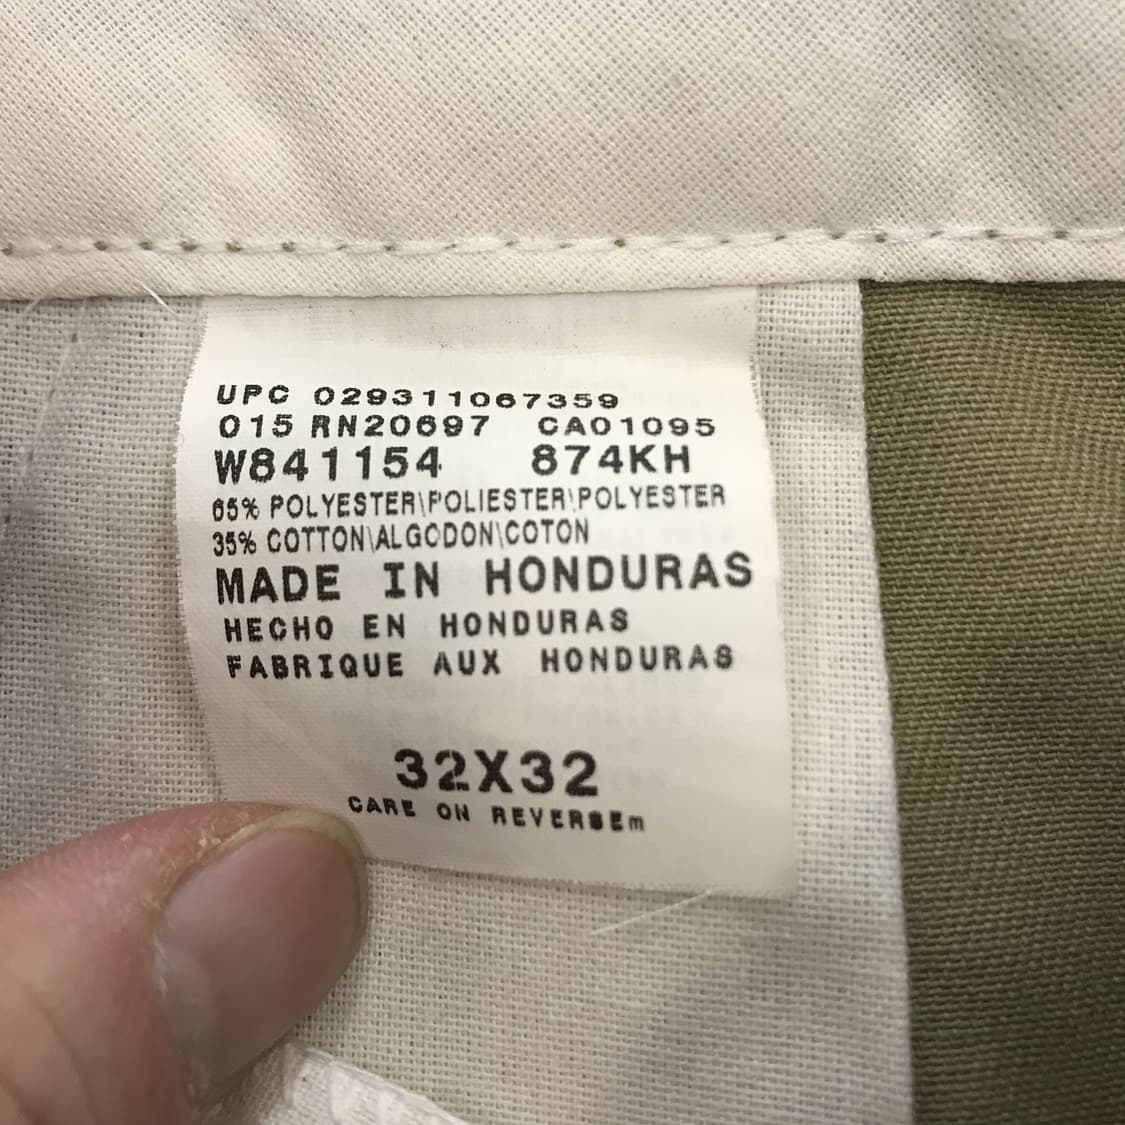 UPC 029311067359
015 RN20697 CA01095
W841154 874KH
65% POLYESTER\POLIESTER\POLYESTER
35% COTTON\ALGODON\COTON
MADE IN HONDURAS
HECHO EN HONDURAS
FABRIQUE AUX HONDURAS
32X32
CARE ON REVERSEm